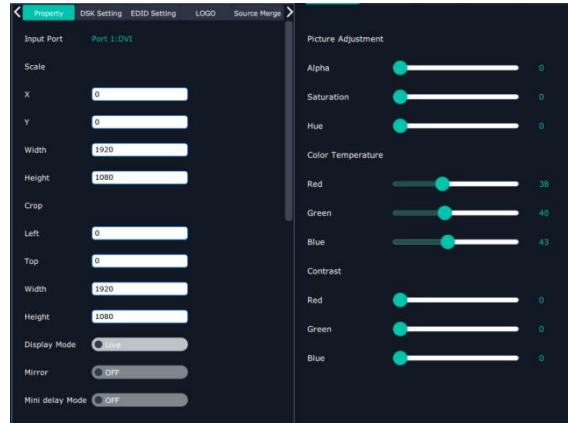 Property DSK Setting EDID Setting LOGO Source Merge
Input Port Port 1:DVI
Scale
X 0
Y 0
Width 1920
Height 1080
Crop
Left 0
Top 0
Width 1920
Height 1080
Display Mode Live
Mirror OFF
Mini delay Mode OFF
Picture Adjustment
Alpha 0
Saturation 0
Hue 0
Color Temperature
Red 38
Green 40
Blue 43
Contrast
Red 0
Green 0
Blue 0